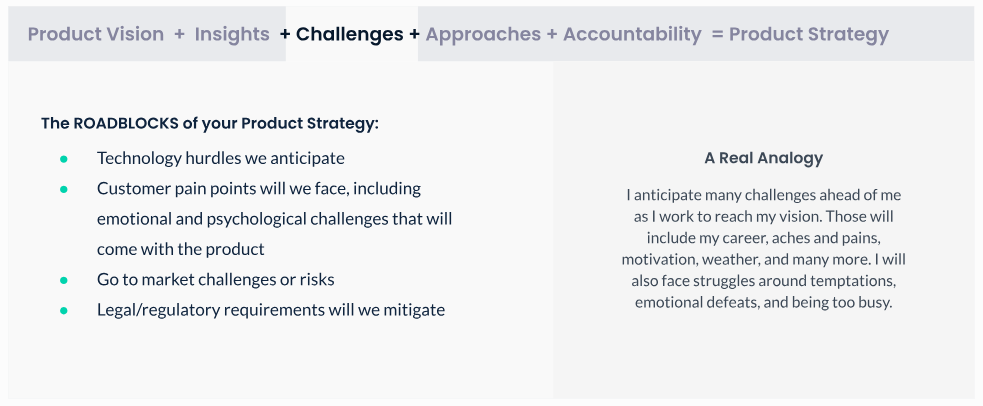 Product Vision + Insights + Challenges + Approaches + Accountability = Product Strategy
The ROADBLOCKS of your Product Strategy:
Technology hurdles we anticipate
Customer pain points will we face, including
emotional and psychological challenges that will
come with the product
Go to market challenges or risks
Legal/regulatory requirements will we mitigate
A Real Analogy
I anticipate many challenges ahead of me
as I work to reach my vision. Those will
include my career, aches and pains,
motivation, weather, and many more. I will
also face struggles around temptations,
emotional defeats, and being too busy.